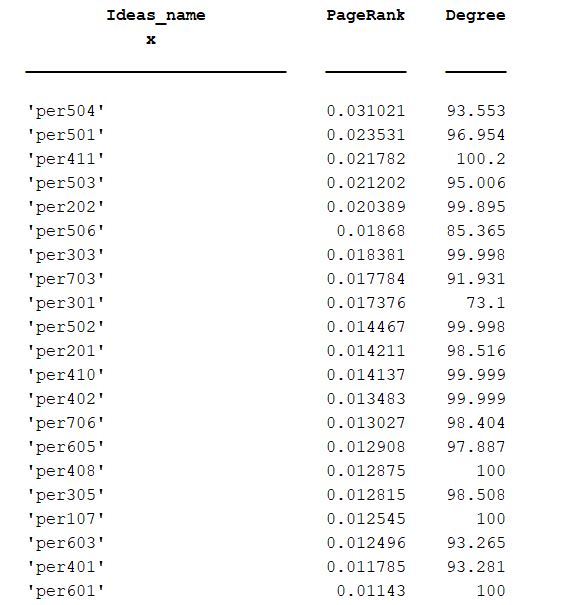 Ideas_name PageRank Degree
x
'per504' 0.031021 93.553
'per501' 0.023531 96.954
'per411' 0.021782 100.2
'per503' 0.021202 95.006
'per202' 0.020389 99.895
'per506' 0.01868 85.365
'per303' 0.018381 99.998
'per703' 0.017784 91.931
'per301' 0.017376 73.1
'per502' 0.014467 99.998
'per201' 0.014211 98.516
'per410' 0.014137 99.999
'per402' 0.013483 99.999
'per706' 0.013027 98.404
'per605' 0.012908 97.887
'per408' 0.012875 100
'per305' 0.012815 98.508
'per107' 0.012545 100
'per603' 0.012496 93.265
'per401' 0.011785 93.281
'per601' 0.01143 100